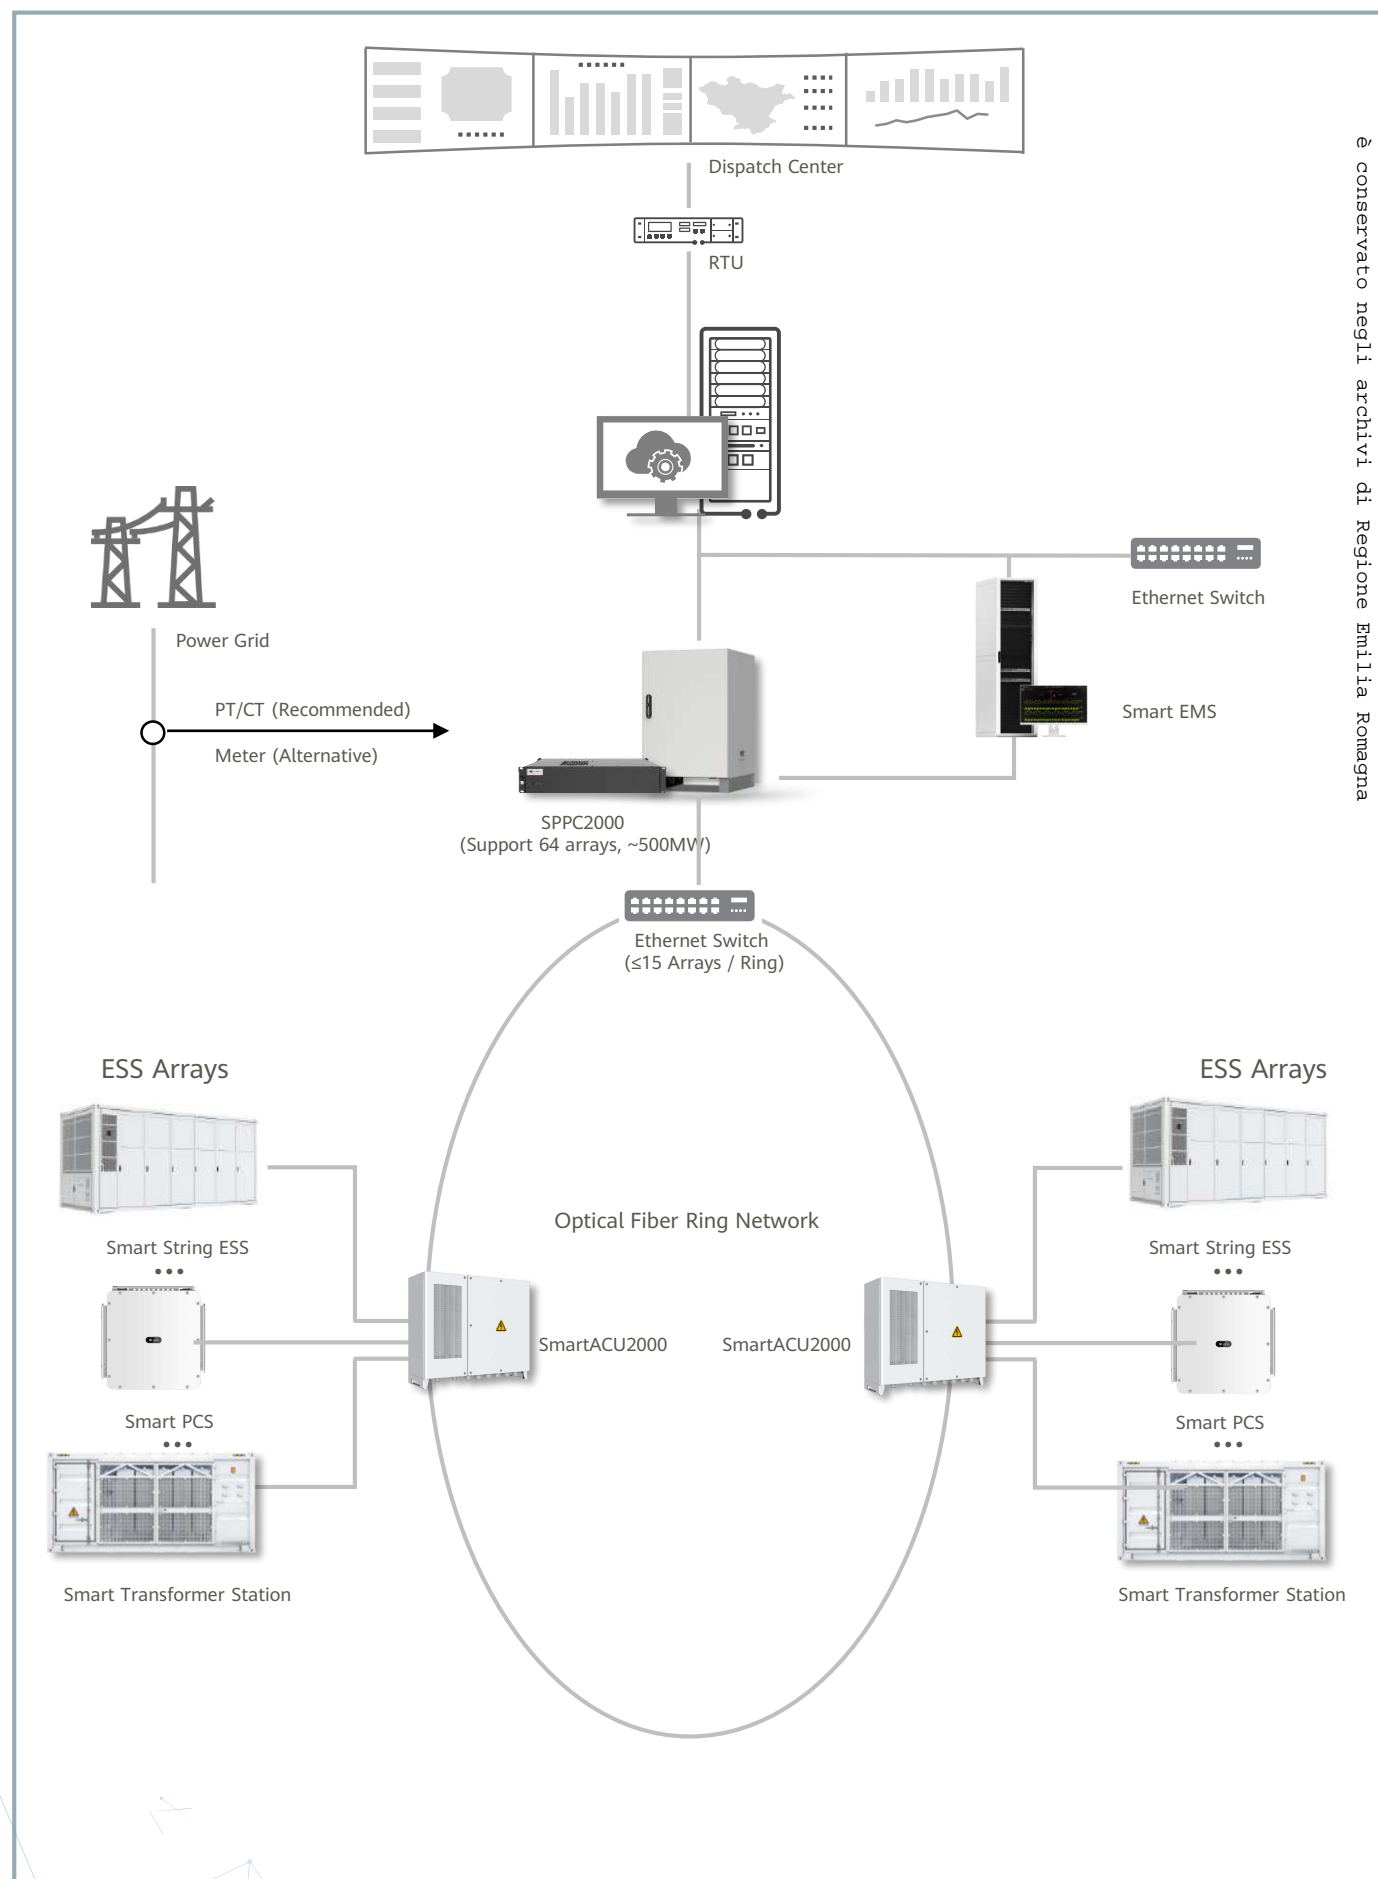 Dispatch Center
RTU
Ethernet Switch
Power Grid
PT/CT (Recommended)
Meter (Alternative)
Smart EMS
SPPC2000
(Support 64 arrays, ~500MW)
Ethernet Switch
(≤15 Arrays / Ring)
ESS Arrays
ESS Arrays
Optical Fiber Ring Network
Smart String ESS
Smart String ESS
SmartACU2000
SmartACU2000
Smart PCS
Smart PCS
Smart Transformer Station
Smart Transformer Station
è conservato negli archivi di Regione Emilia Romagna